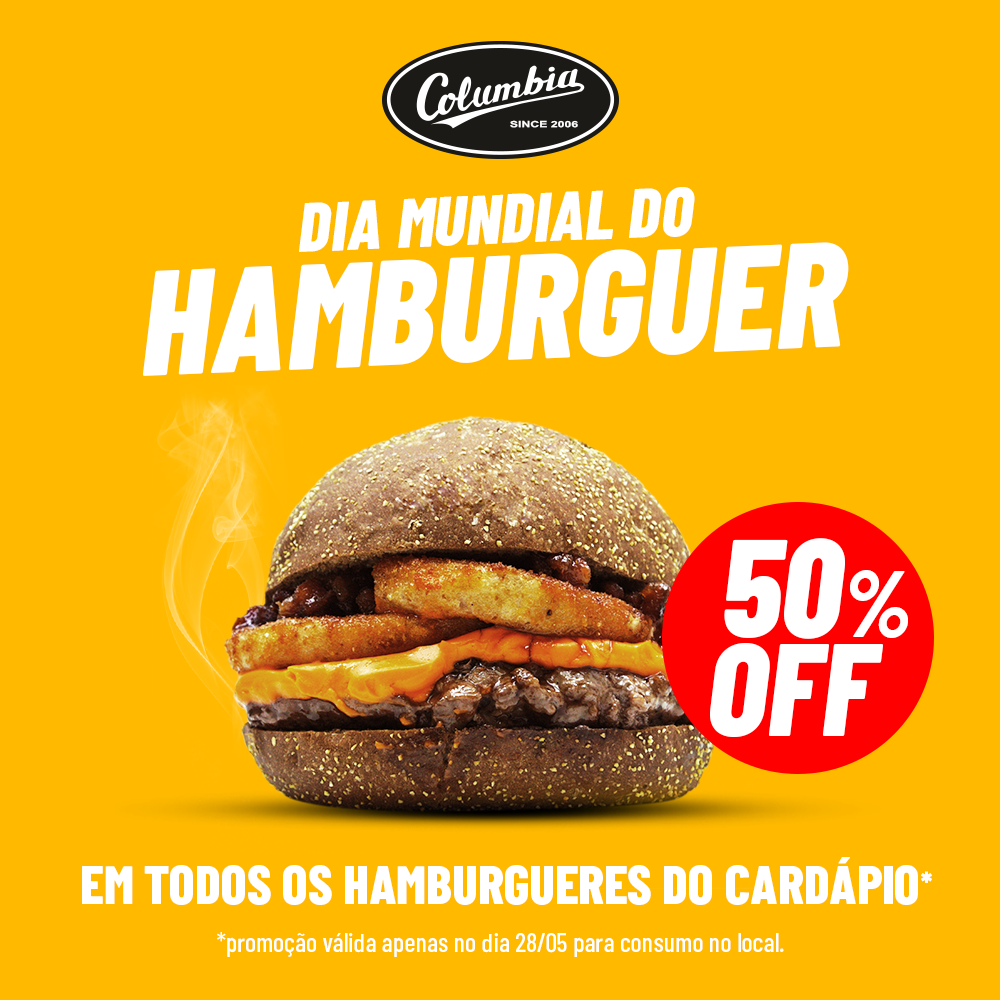 Columbia
SINCE 2006
DIA MUNDIAL DO
HAMBURGUER
50%
OFF
EM TODOS OS HAMBURGUERES DO CARDÁPIO*
*promoção válida apenas no dia 28/05 para consumo no local.